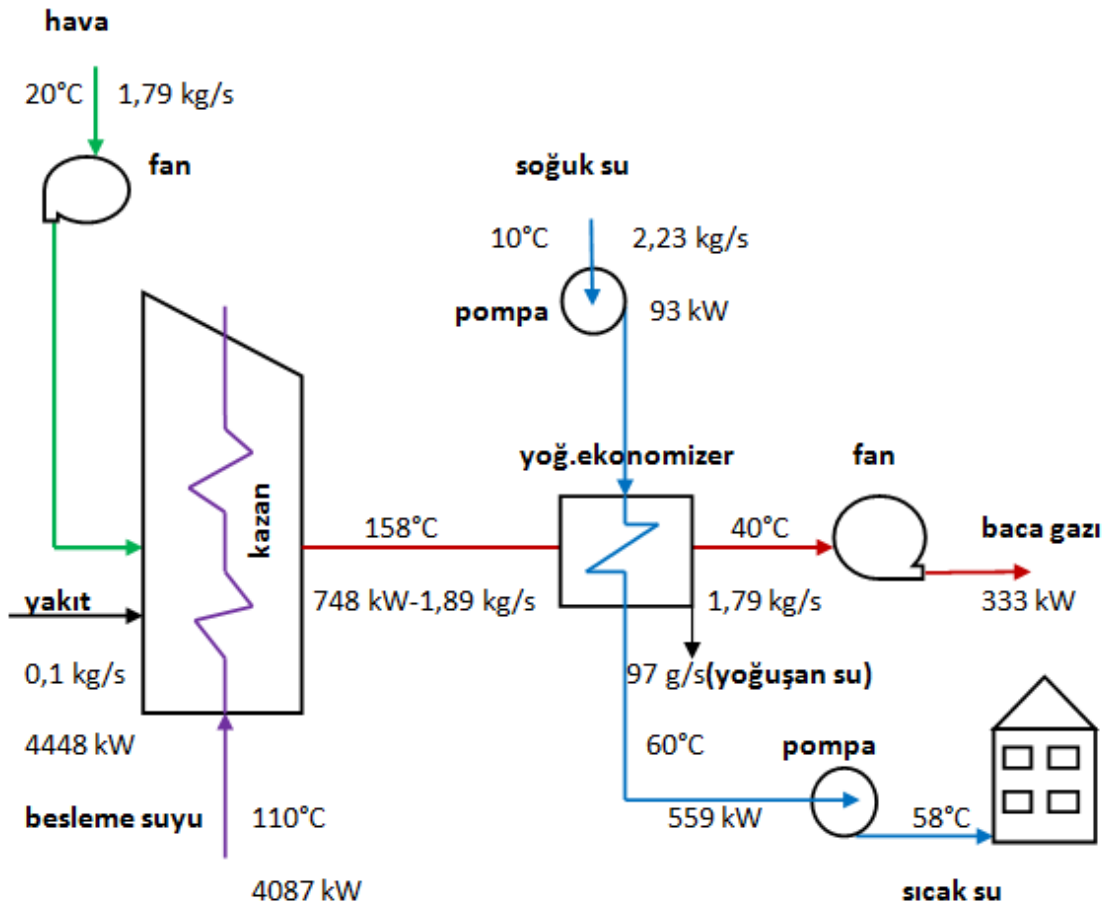 hava
20°C 1,79 kg/s
fan
soğuk su
10°C 2,23 kg/s
pompa 93 kW
kazan
yoğ.ekonomizer
fan
158°C
40°C
baca gazı
748 kW-1,89 kg/s
1,79 kg/s
333 kW
yakıt
0,1 kg/s
4448 kW
97 g/s(yoğuşan su)
60°C
pompa
559 kW
58°C
besleme suyu 110°C
4087 kW
sıcak su